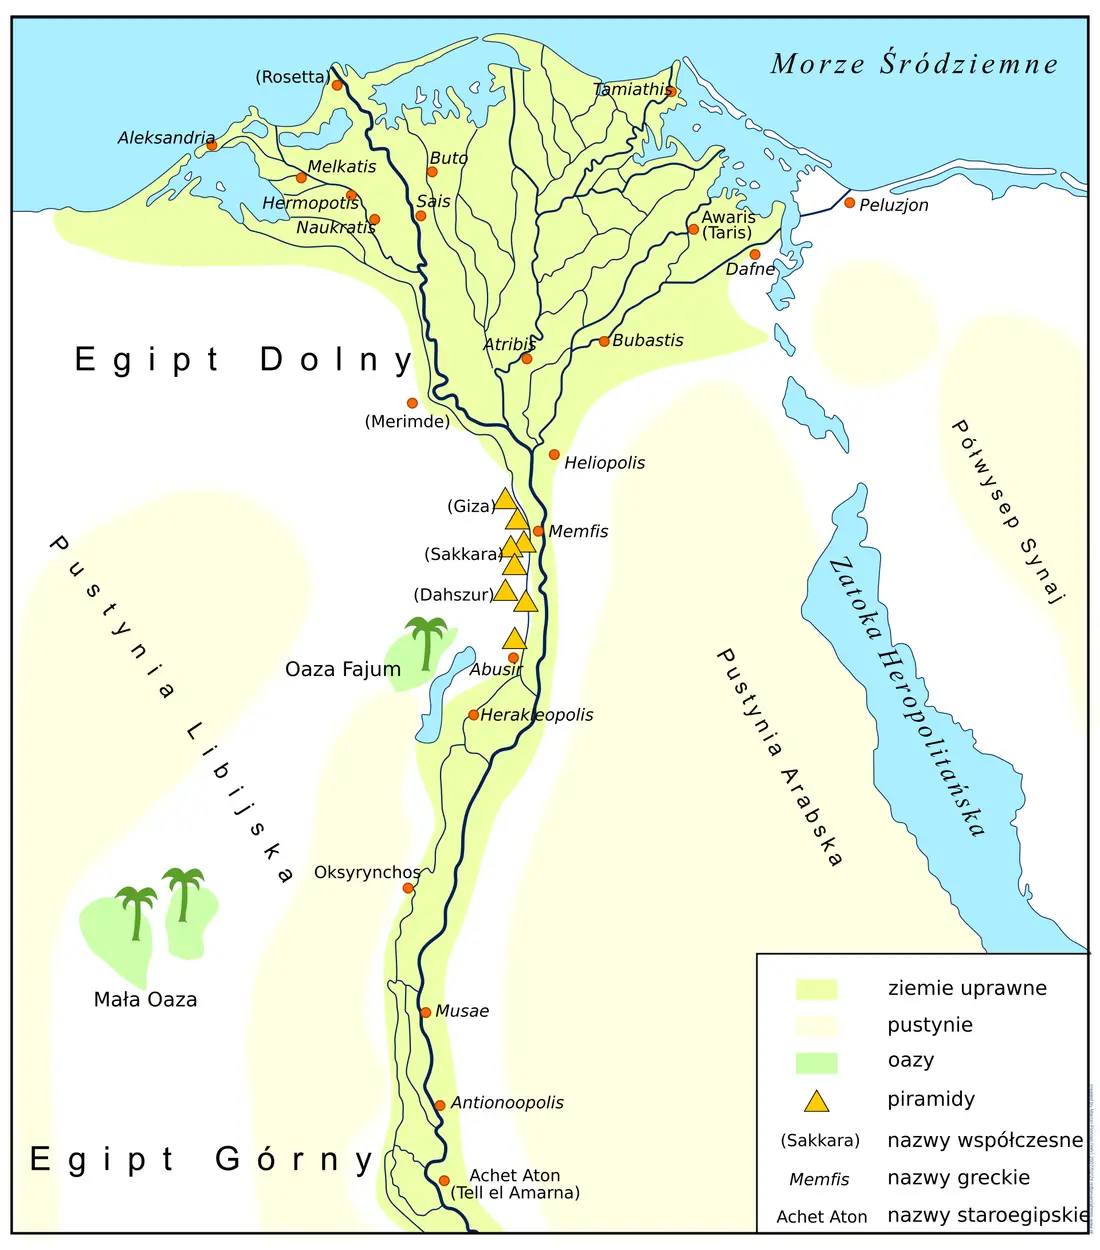 Morze Śródziemne
(Rosetta)
Tamiathis
Aleksandria
Buto
Melkatis
Hermopotis
Sais
Naukratis
Awaris
(Taris)
Peluzjon
Dafne
Atribis
Bubastis
Egipt Dolny
(Merimde)
Heliopolis
Półwysep Synaj
(Giza)
Memfis
(Sakkara)
(Dahszur)
Zatoka Heropolitańska
Pustynia Libijska
Oaza Fajum
Abusir
Pustynia Arabska
Herakleopolis
Oksyrynchos
Mała Oaza
Musae
Antionoopolis
Egipt Górny
Achet Aton
(Tell el Amarna)
ziemie uprawne
pustynie
oazy
piramidy
(Sakkara) nazwy współczesne
Memfis nazwy greckie
Achet Aton nazwy staroegipskie